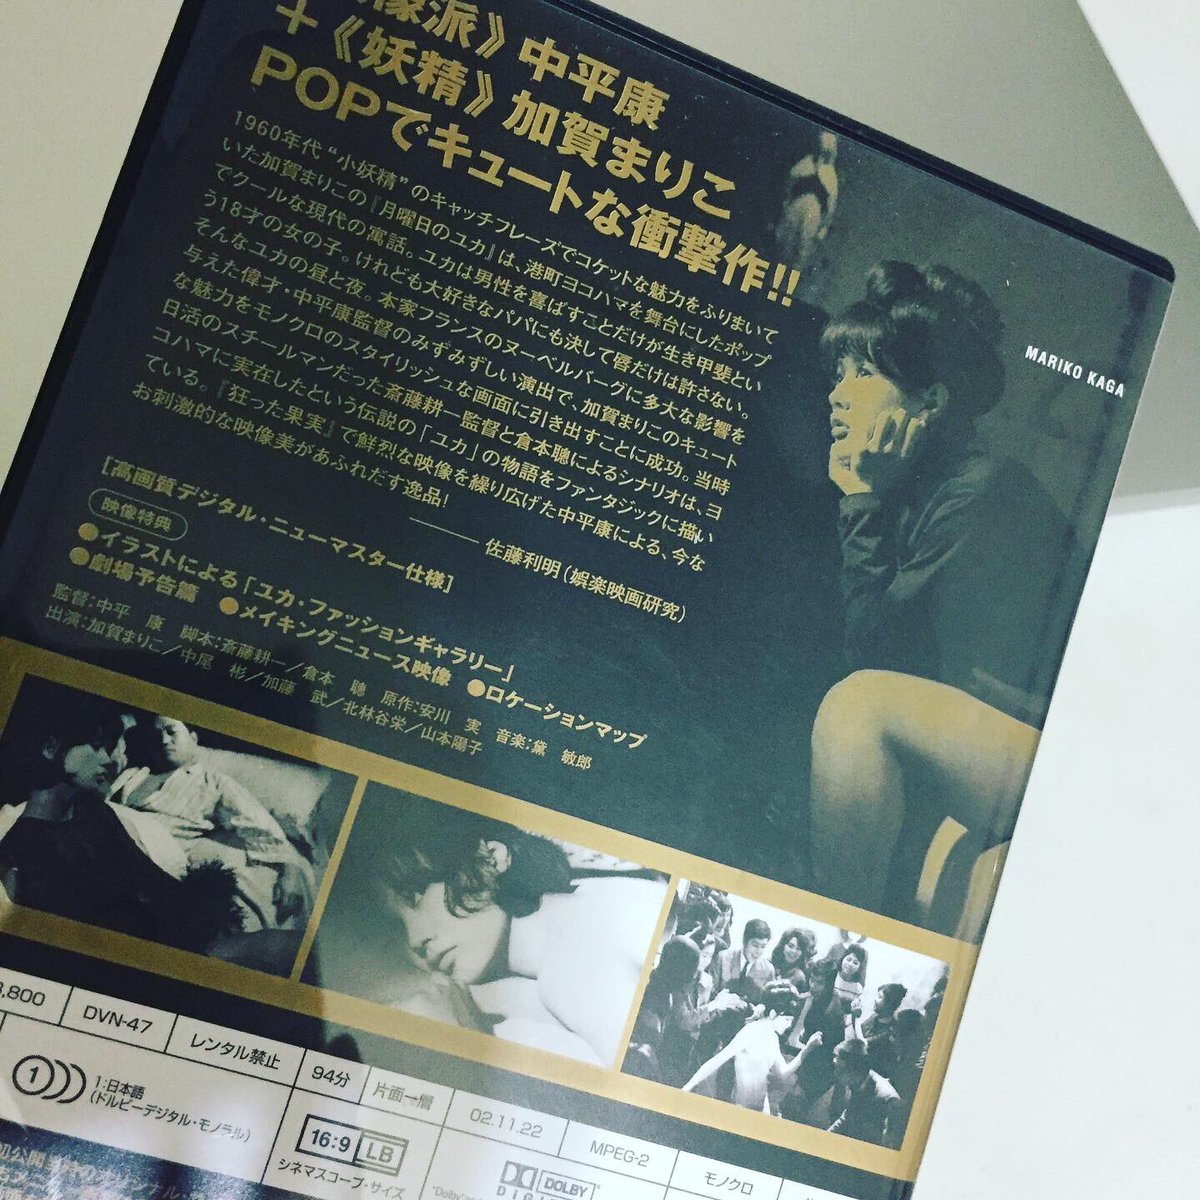 像派》中平康
＋《妖精》加賀まりこ
POPでキュートな衝撃作!!
MARIKO KAGA
1960年代“小妖精”のキャッチフレーズでコケットな魅力をふりまいて
いた加賀まりこの『月曜日のユカ』は、港町ヨコハマを舞台にしたポップ
でクールな現代の寓話。ユカは男性を喜ばすことだけが生き甲斐とい
う18才の女の子。けれども大好きなパパにも決して唇だけは許さない。
そんなユカの昼と夜。本家フランスのヌーベルバーグに多大な影響を
与えた偉才・中平康監督のみずみずしい演出で、加賀まりこのキュート
な魅力をモノクロのスタイリッシュな画面に引き出すことに成功。当時
日活のスチールマンだった斎藤耕一監督と倉本聰によるシナリオは、ヨ
コハマに実在したという伝説の「ユカ」の物語をファンタジックに描い
ている。『狂った果実』で鮮烈な映像を繰り広げた中平康による、今な
お刺激的な映像美があふれだす逸品!
――― 佐藤利明（娯楽映画研究）
[高画質デジタル・ニューマスター仕様]
映像特典
●イラストによる「ユカ・ファッションギャラリー」
●劇場予告篇 ●メイキングニュース映像 ●ロケーションマップ
監督:中平 康 脚本:斎藤耕一／倉本 聰 原作:安川 実 音楽:黛 敏郎
出演:加賀まりこ／中尾 彬／加藤 武／北林谷栄／山本陽子
,800 DVN-47 レンタル禁止 94分 片面一層 02.11.22 MPEG-2 モノクロ
1 1:日本語
(ドルビーデジタル・モノラル)
16:9 LB
シネマスコープ・サイズ
DOLBY